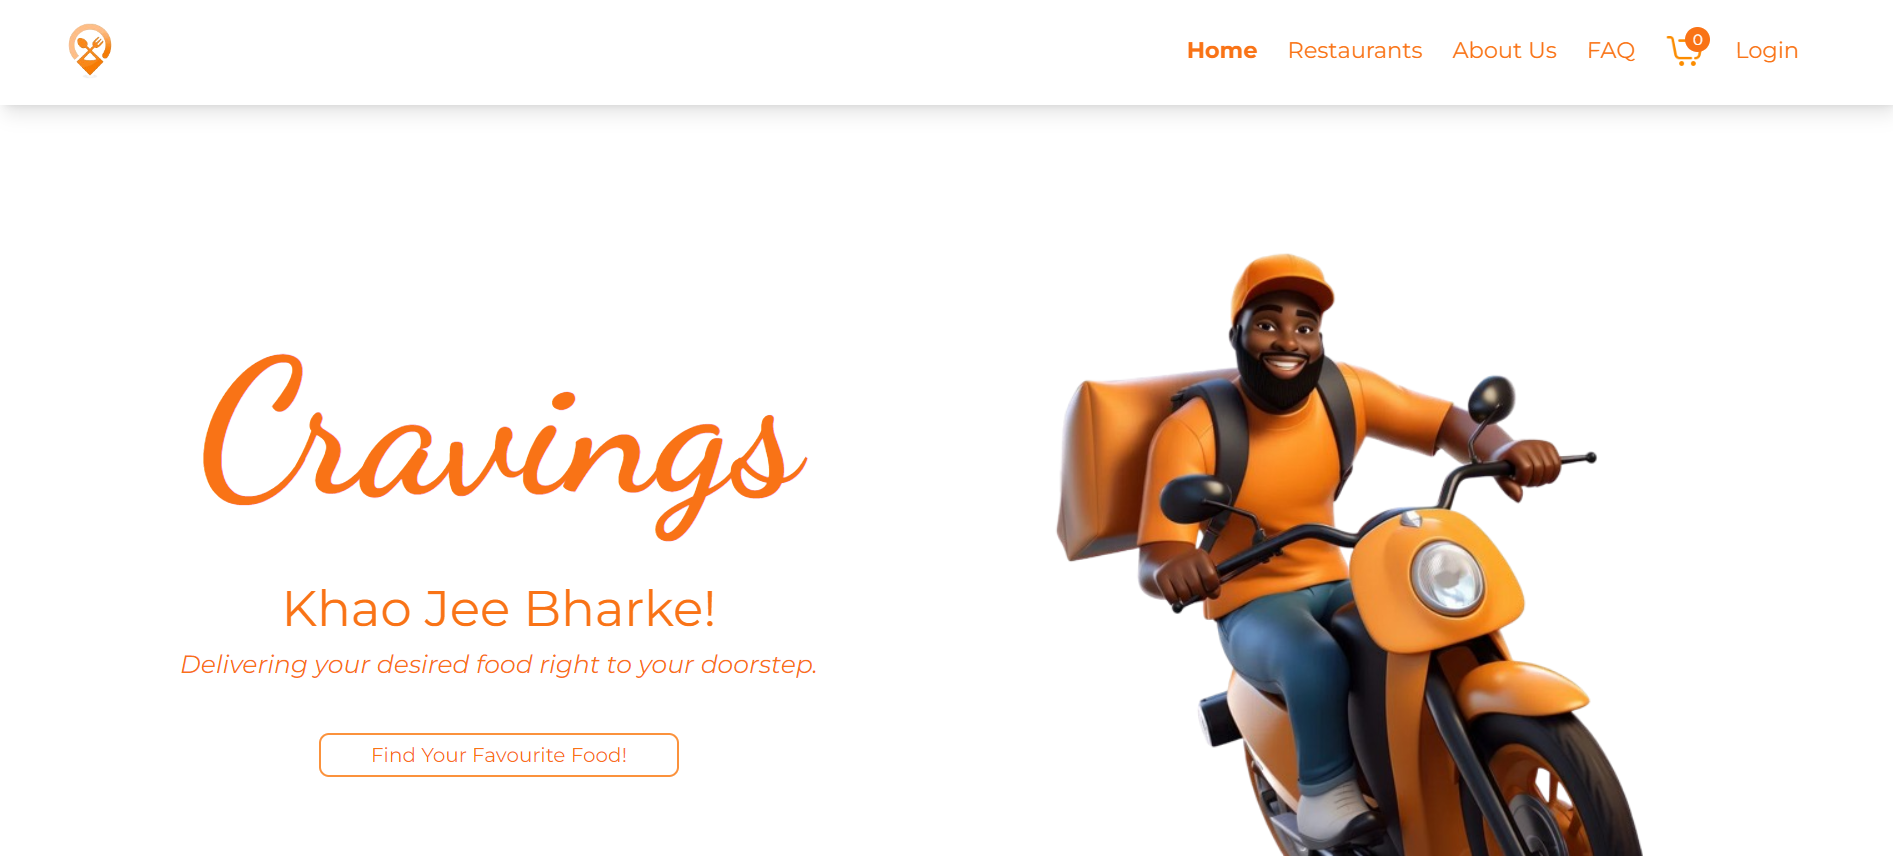 Home Restaurants About Us FAQ 0 Login
Cravings
Khao Jee Bharke!
Delivering your desired food right to your doorstep.
Find Your Favourite Food!